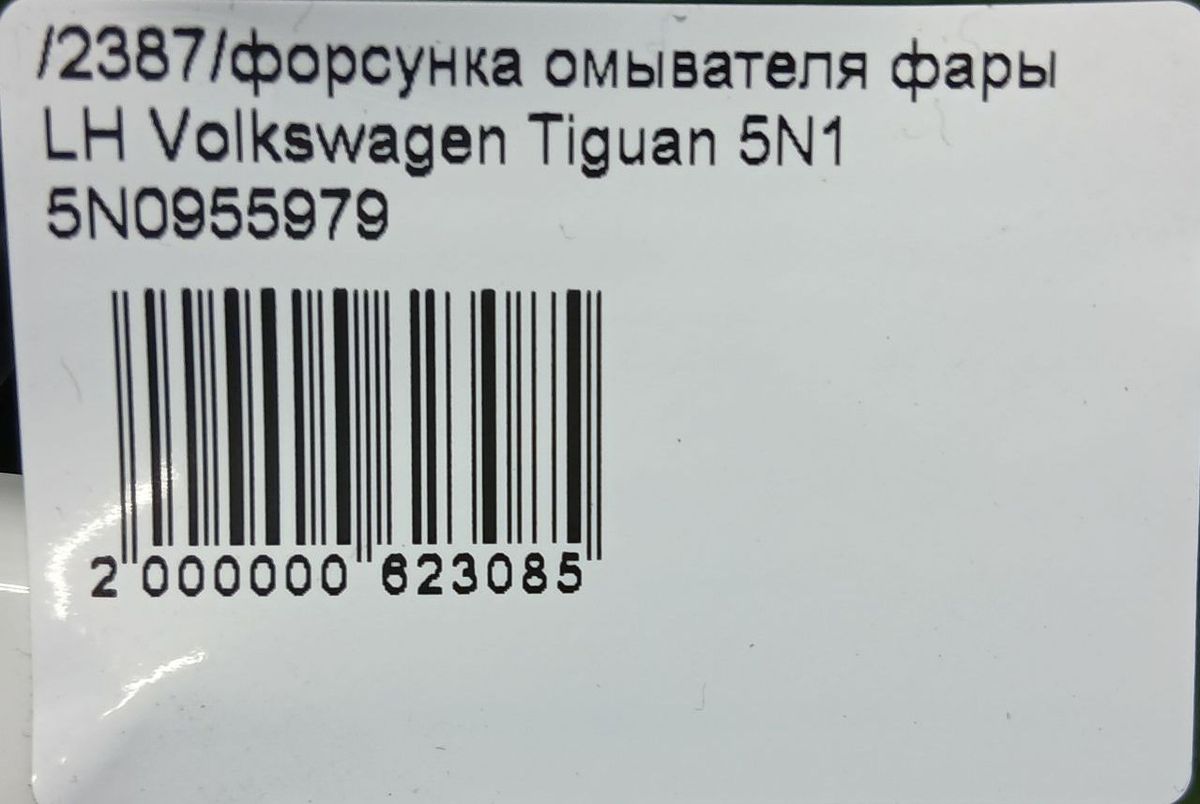 /2387/форсунка омывателя фары
LH Volkswagen Tiguan 5N1
5N0955979
2 000000 623085